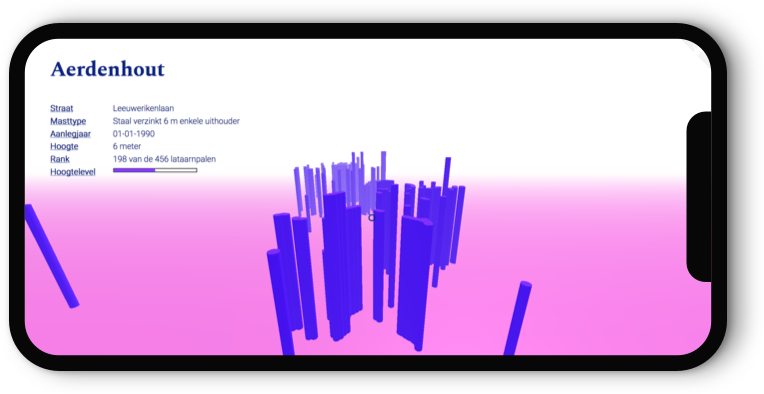 Aerdenhout
Straat Leeuwerikenlaan
Masttype Staal verzinkt 6 m enkele uithouder
Aanlegjaar 01-01-1990
Hoogte 6 meter
Rank 198 van de 456 lataarnpalen
Hoogtelevel